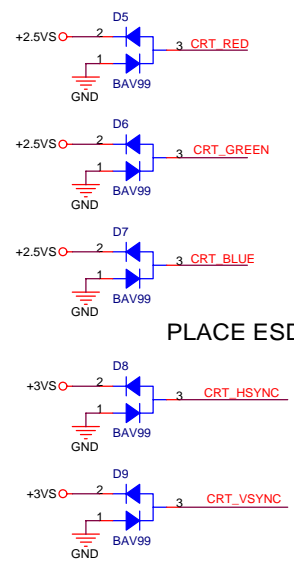 D5
+2.5VS 2
3 CRT_RED
1
GND BAV99
D6
+2.5VS 2
3 CRT_GREEN
1
GND BAV99
D7
+2.5VS 2
3 CRT_BLUE
1
GND BAV99
PLACE ESD
D8
+3VS 2
3 CRT_HSYNC
1
GND BAV99
D9
+3VS 2
3 CRT_VSYNC
1
GND BAV99